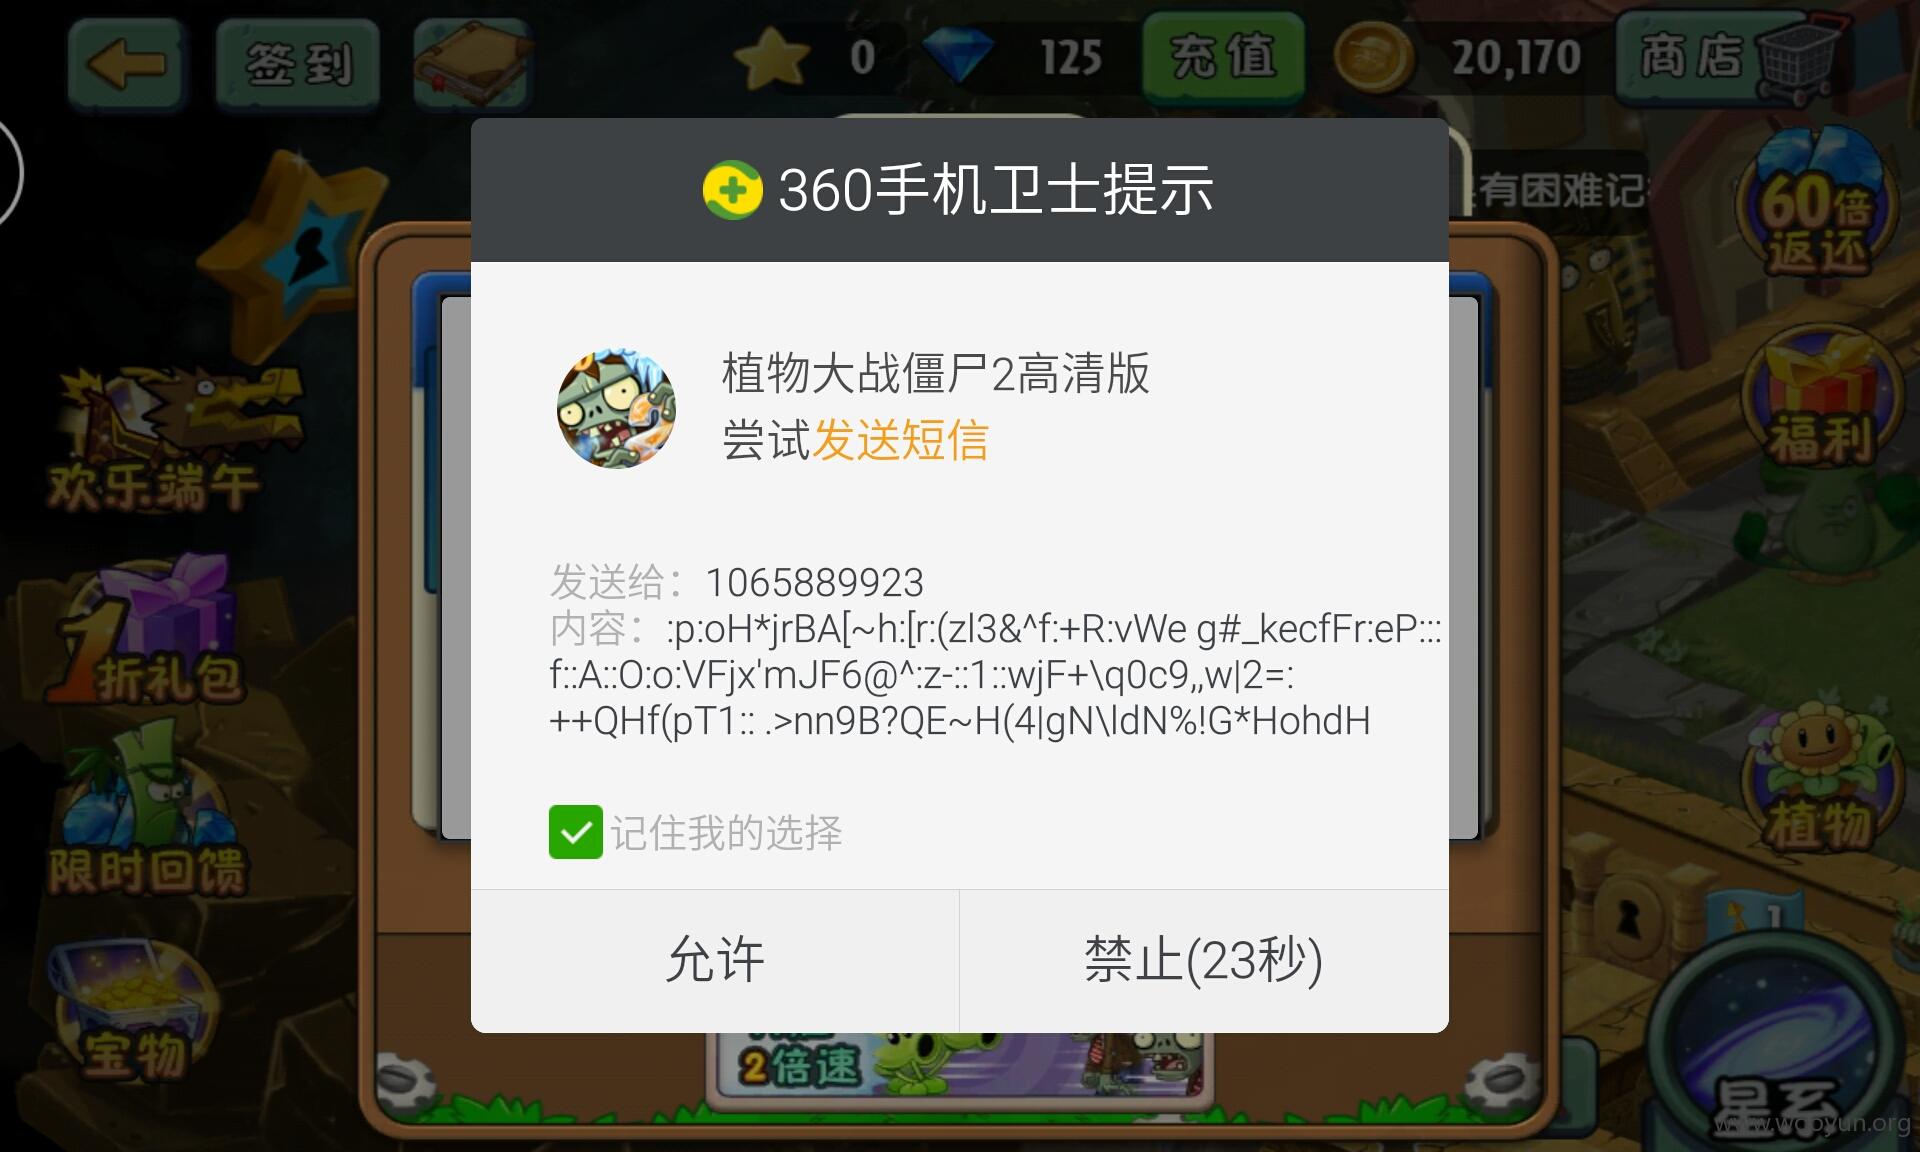 签到
0
125
充值
20,170
商店
360手机卫士提示
有困难记
60倍
返还
植物大战僵尸2高清版
尝试发送短信
欢乐端午
福利
发送给：1065889923
内容：:p:oH*jrBA[~h:[r:(zl3&^f:+R:vWe g#_kecfFr:eP:::
f::A::O:o:VFjx'mJF6@^:z-::1::wjF+\q0c9,,w|2=:
++QHf(pT1:: .>nn9B?QE~H(4|gN\ldN%!G*HohdH
1折礼包
记住我的选择
植物
限时回馈
1
允许
禁止(23秒)
宝物
2倍速
星系
www.wooyun.org